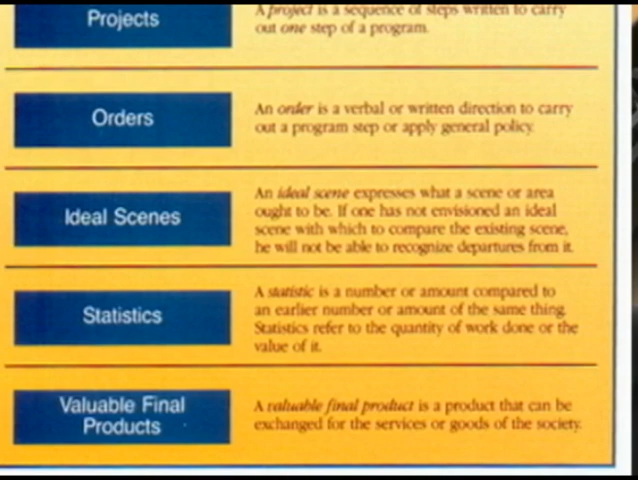 Projects
A project is a sequence of steps written to carry
out one step of a program.
Orders
An order is a verbal or written direction to carry
out a program step or apply general policy.
Ideal Scenes
An ideal scene expresses what a scene or area
ought to be. If one has not envisioned an ideal
scene with which to compare the existing scene,
he will not be able to recognize departures from it.
Statistics
A statistic is a number or amount compared to
an earlier number or amount of the same thing.
Statistics refer to the quantity of work done or the
value of it.
Valuable Final
Products
A valuable final product is a product that can be
exchanged for the services or goods of the society.